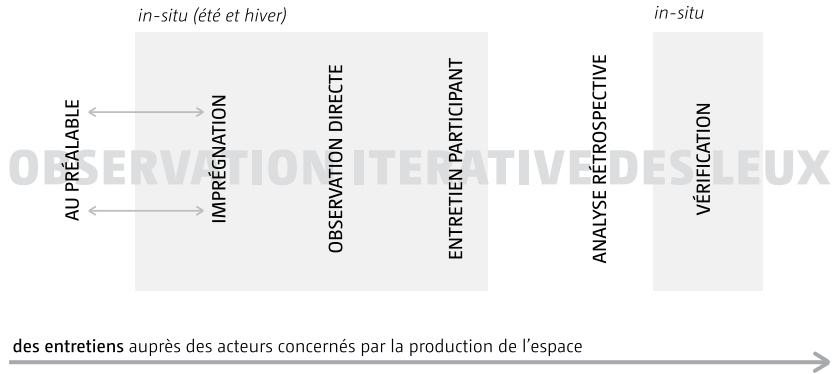 in-situ (été et hiver)
in-situ
AU PRÉALABLE
IMPRÉGNATION
OBSERVATION DIRECTE
ENTRETIEN PARTICIPANT
ANALYSE RÉTROSPECTIVE
VÉRIFICATION
OBSERVATION ITERATIVE DES LEUX
des entretiens auprès des acteurs concernés par la production de l'espace